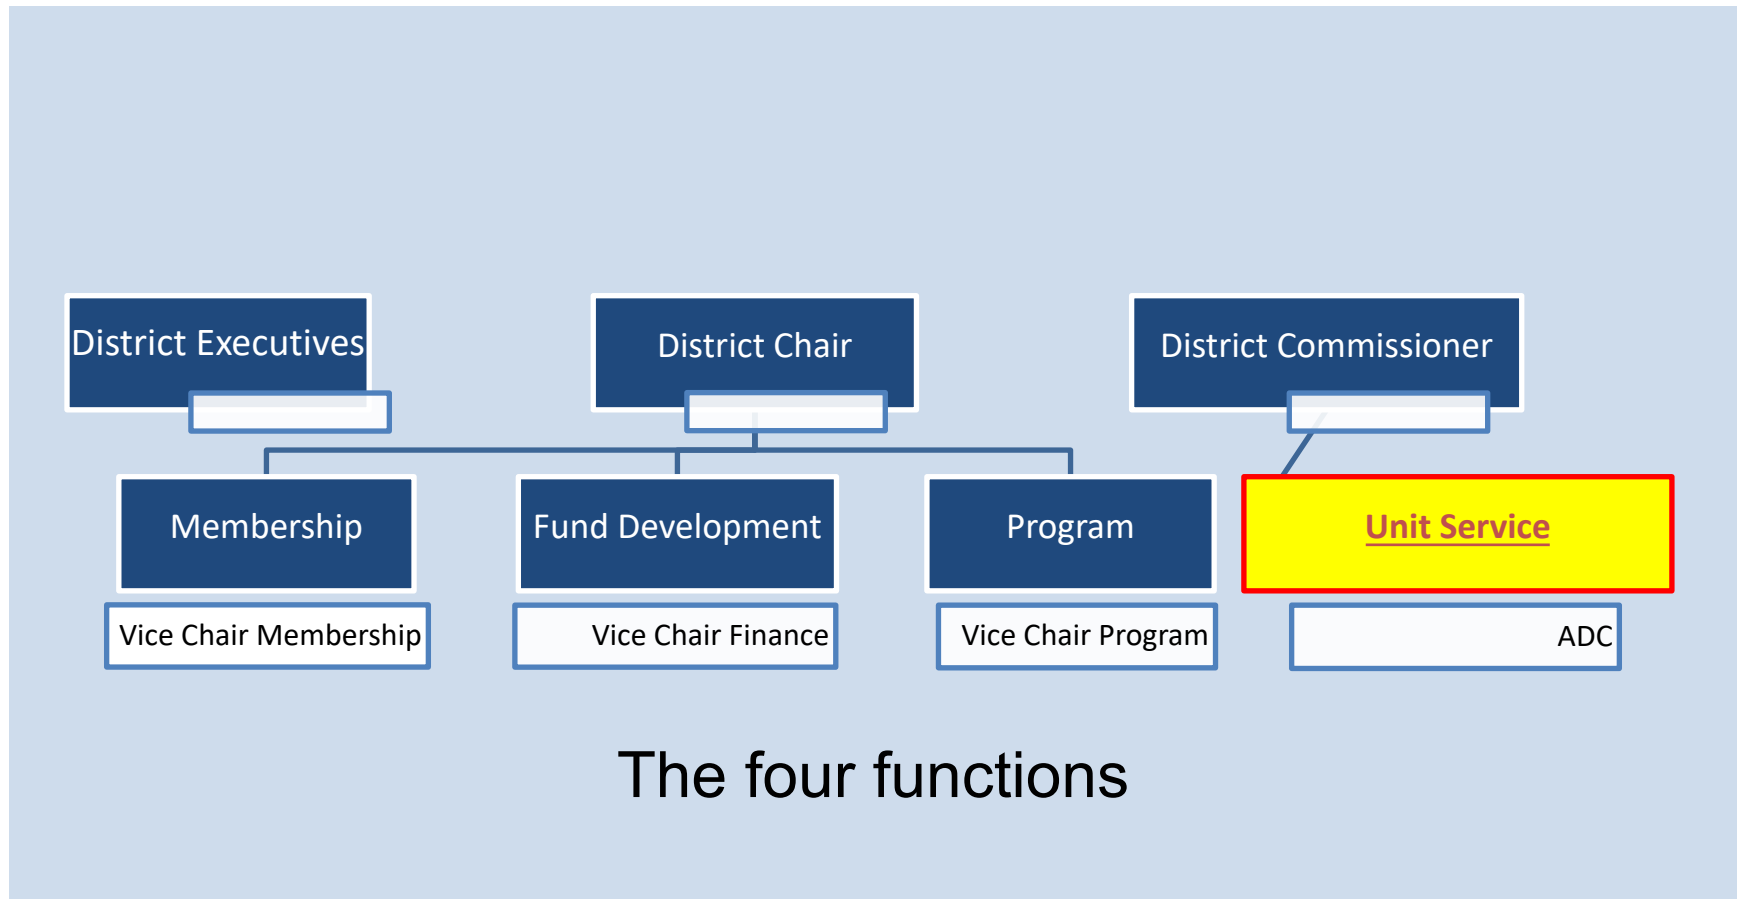 District Executives
District Chair
District Commissioner
Membership
Fund Development
Program
Unit Service
Vice Chair Membership
Vice Chair Finance
Vice Chair Program
ADC
The four functions